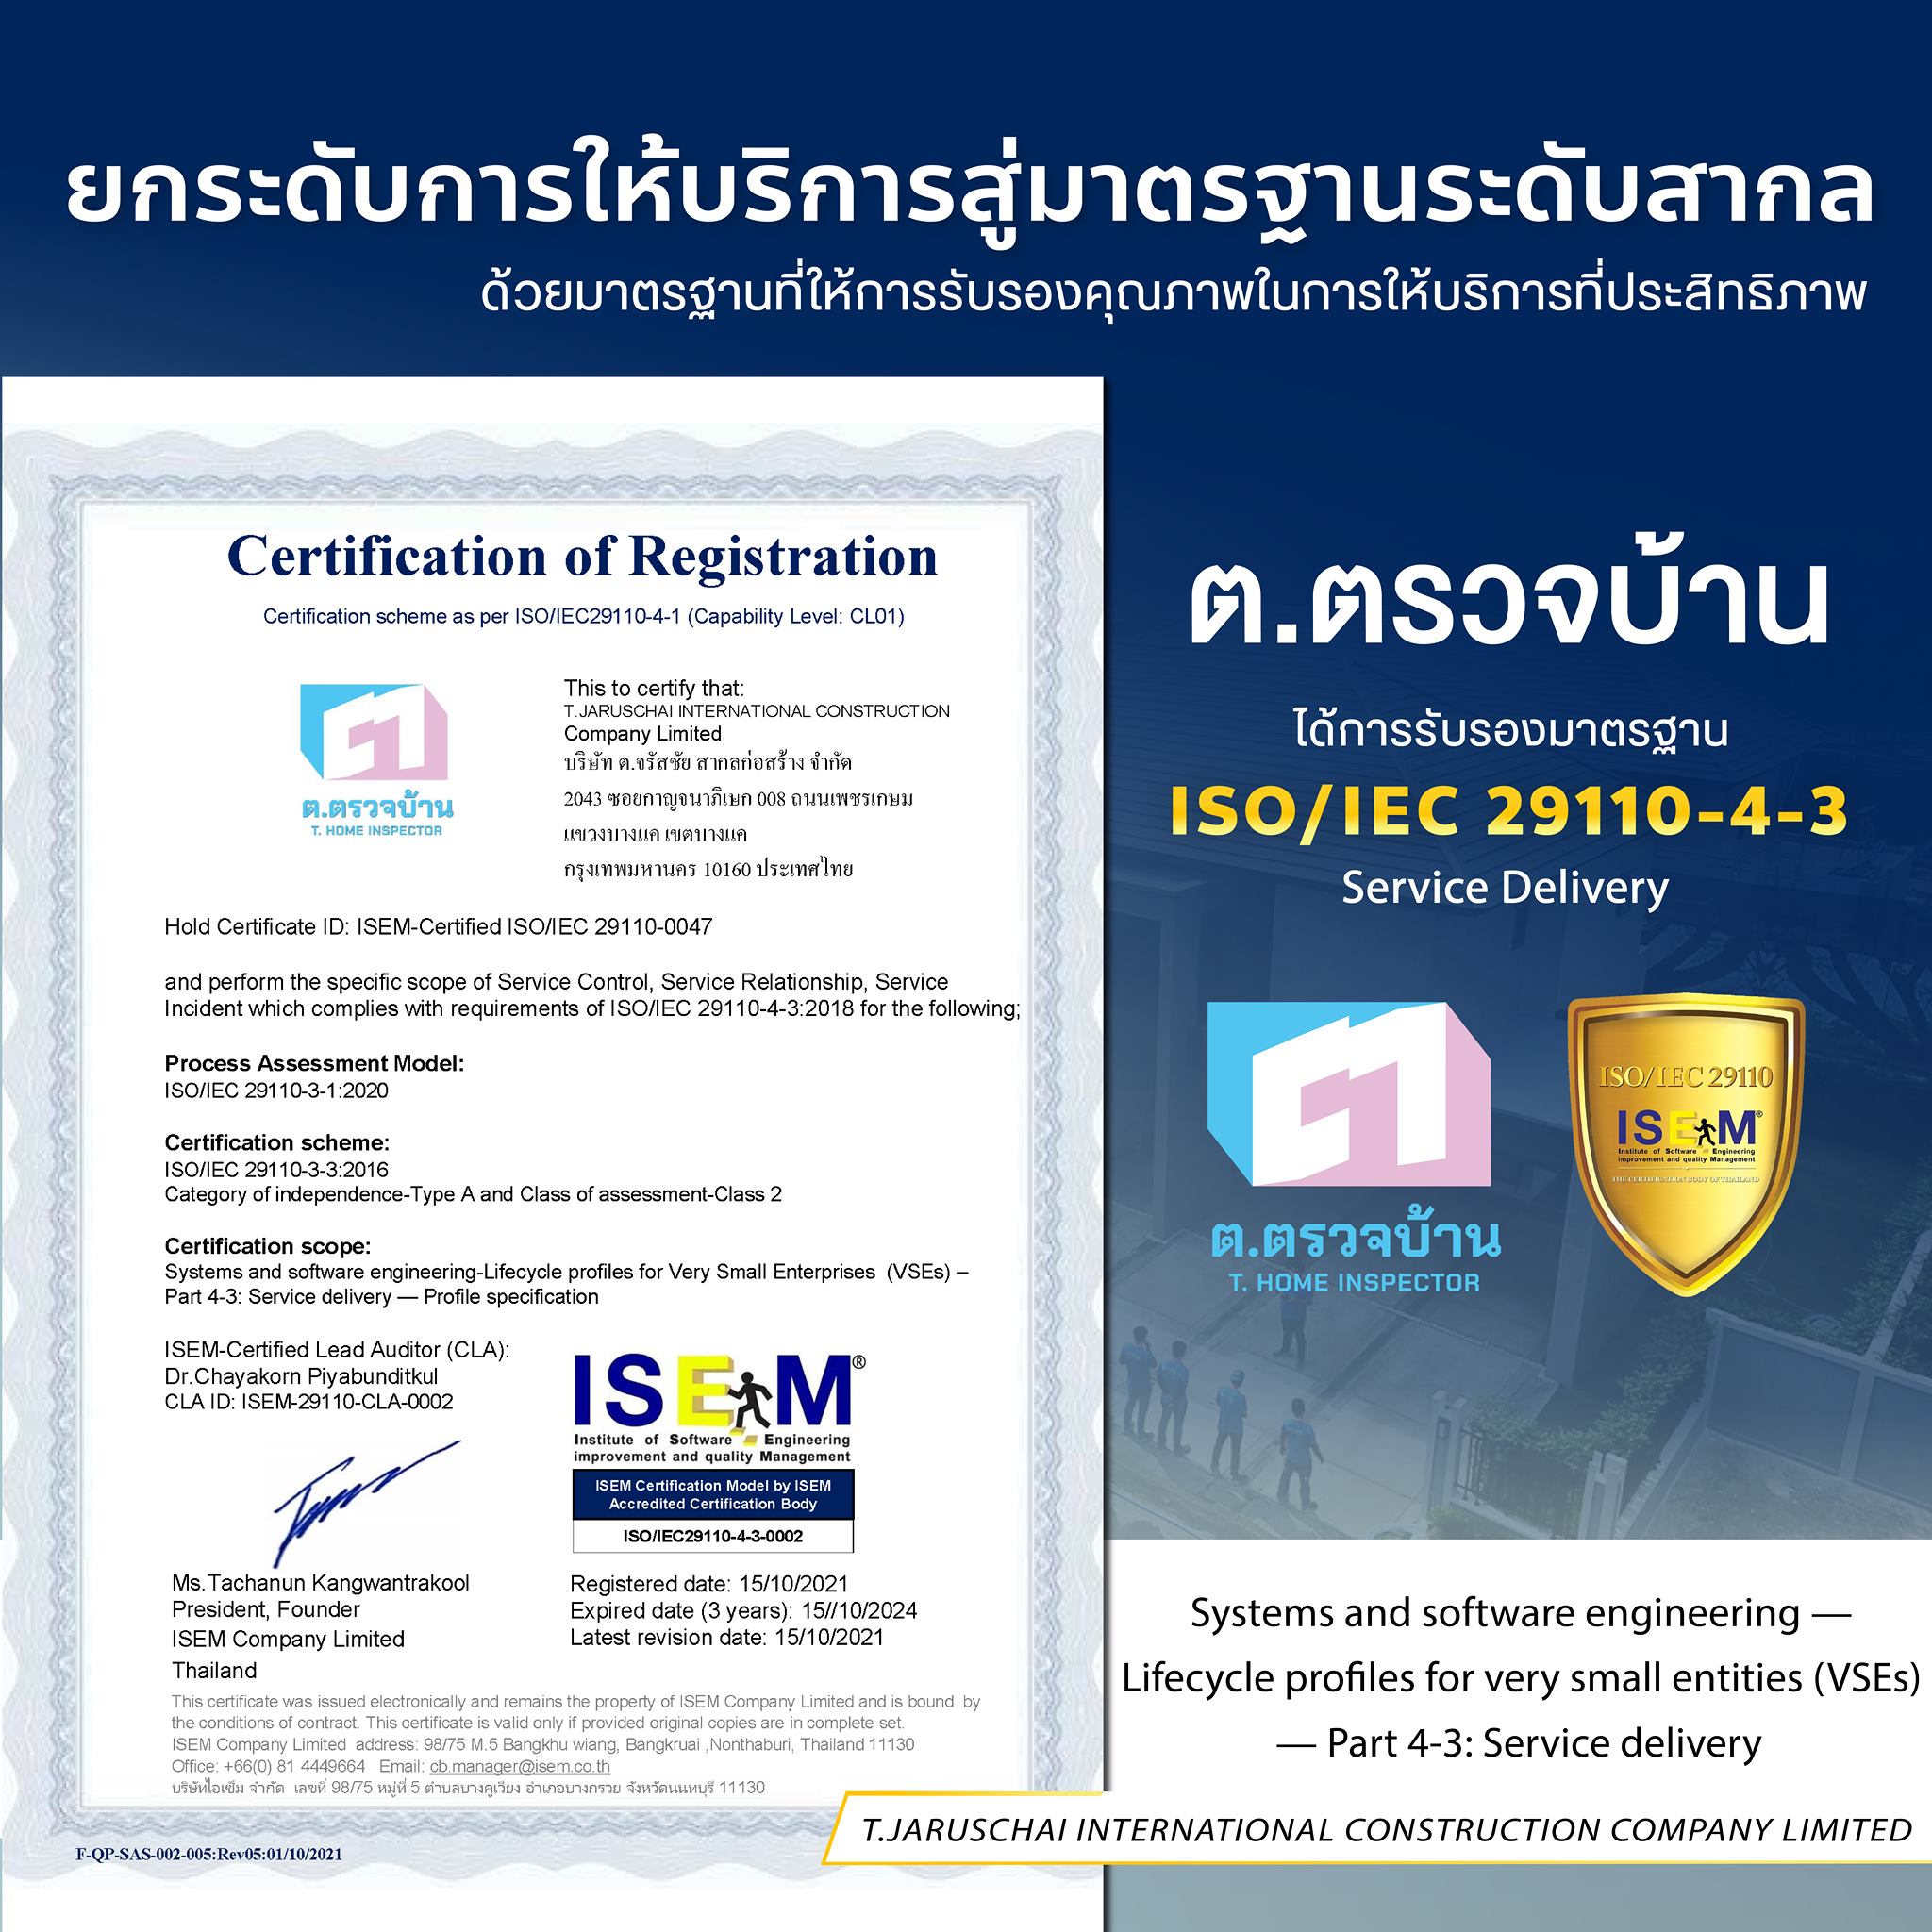 ยกระดับการให้บริการสู่มาตรฐานระดับสากล
ด้วยมาตรฐานที่ให้การรับรองคุณภาพในการให้บริการที่ประสิทธิภาพ
Certification of Registration
Certification scheme as per ISO/IEC29110-4-1 (Capability Level: CL01)
ต.ตรวจบ้าน
T. HOME INSPECTOR
This to certify that:
T.JARUSCHAI INTERNATIONAL CONSTRUCTION
Company Limited
บริษัท ต.จรัสชัย สากลก่อสร้าง จำกัด
2043 ซอยกาญจนาภิเษก 008 ถนนเพชรเกษม
แขวงบางแค เขตบางแค
กรุงเทพมหานคร 10160 ประเทศไทย
Hold Certificate ID: ISEM-Certified ISO/IEC 29110-0047
and perform the specific scope of Service Control, Service Relationship, Service
Incident which complies with requirements of ISO/IEC 29110-4-3:2018 for the following;
Process Assessment Model:
ISO/IEC 29110-3-1:2020
Certification scheme:
ISO/IEC 29110-3-3:2016
Category of independence-Type A and Class of assessment-Class 2
Certification scope:
Systems and software engineering-Lifecycle profiles for Very Small Enterprises (VSEs) –
Part 4-3: Service delivery — Profile specification
ISEM-Certified Lead Auditor (CLA):
Dr.Chayakorn Piyabunditkul
CLA ID: ISEM-29110-CLA-0002
ISEM®
Institute of Software Engineering
improvement and quality Management
ISEM Certification Model by ISEM
Accredited Certification Body
ISO/IEC29110-4-3-0002
Ms.Tachanun Kangwantrakool
President, Founder
ISEM Company Limited
Thailand
Registered date: 15/10/2021
Expired date (3 years): 15//10/2024
Latest revision date: 15/10/2021
This certificate was issued electronically and remains the property of ISEM Company Limited and is bound by
the conditions of contract. This certificate is valid only if provided original copies are in complete set.
ISEM Company Limited address: 98/75 M.5 Bangkhu wiang, Bangkruai ,Nonthaburi, Thailand 11130
Office: +66(0) 81 4449664 Email: cb.manager@isem.co.th
บริษัทไอเซ็ม จำกัด เลขที่ 98/75 หมู่ที่ 5 ตำบลบางคูเวียง อำเภอบางกรวย จังหวัดนนทบุรี 11130
F-QP-SAS-002-005:Rev05:01/10/2021
ต.ตรวจบ้าน
ได้การรับรองมาตรฐาน
ISO/IEC 29110-4-3
Service Delivery
ต.ตรวจบ้าน
T. HOME INSPECTOR
ISO/IEC 29110
ISEM®
Institute of Software Engineering
improvement and quality Management
THE CERTIFICATION BODY OF THAILAND
Systems and software engineering —
Lifecycle profiles for very small entities (VSEs)
— Part 4-3: Service delivery
T.JARUSCHAI INTERNATIONAL CONSTRUCTION COMPANY LIMITED